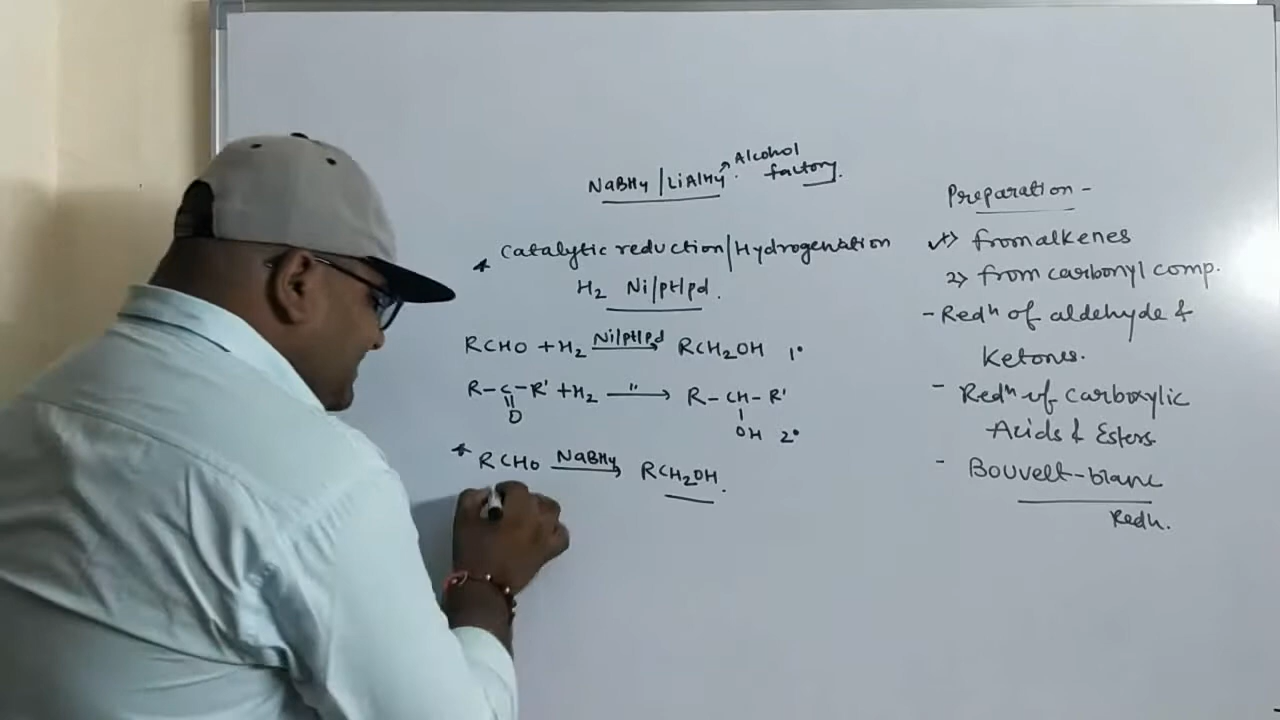 NaBH4 / LiAlH4 → Alcohol
factory.
* Catalytic reduction/Hydrogenation
H2 Ni/pt/pd.
RCHO + H2 Ni/pt/pd → RCH2OH 1°
R-C-R' + H2 " → R-CH-R'
|| |
O OH 2°
* RCHO NaBH4 → RCH2OH.
Preparation -
✓1> from alkenes
2> from carbonyl comp.
- Redn of aldehyde &
Ketones.
- Redn of carboxylic
Acids & Esters.
- Bouvelt-blanc
Redn.